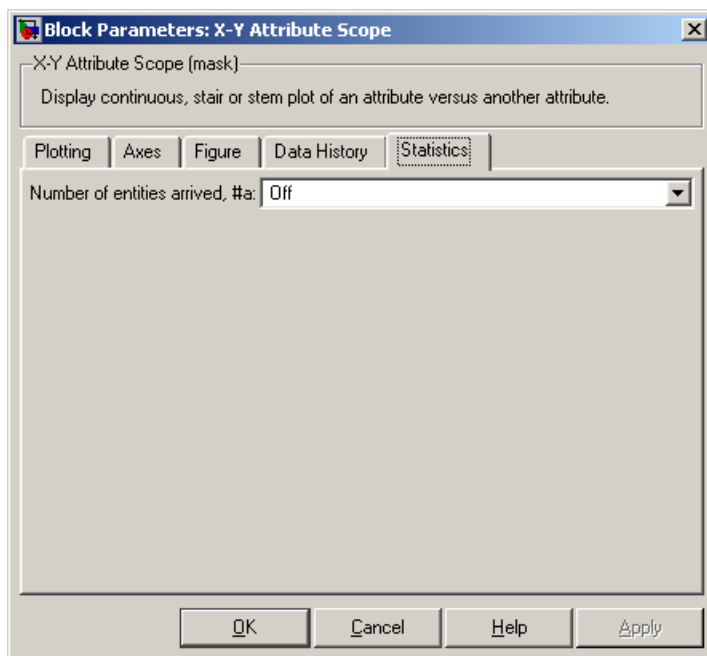 Block Parameters: X-Y Attribute Scope
X-Y Attribute Scope (mask)
Display continuous, stair or stem plot of an attribute versus another attribute.
Plotting Axes Figure Data History Statistics
Number of entities arrived, #a: Off
OK Cancel Help Apply